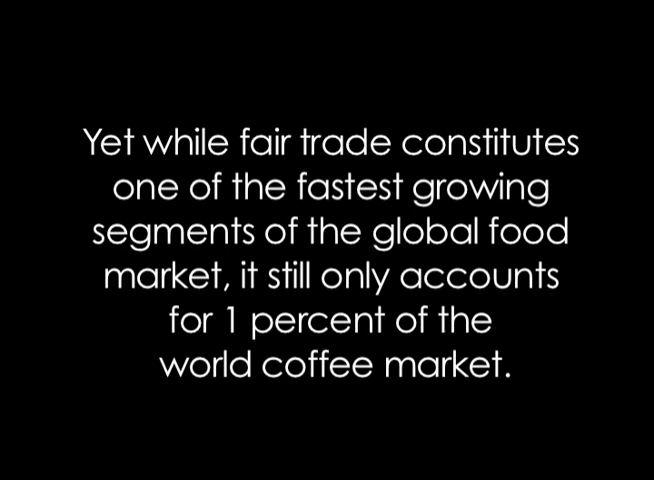 Yet while fair trade constitutes
one of the fastest growing
segments of the global food
market, it still only accounts
for 1 percent of the
world coffee market.